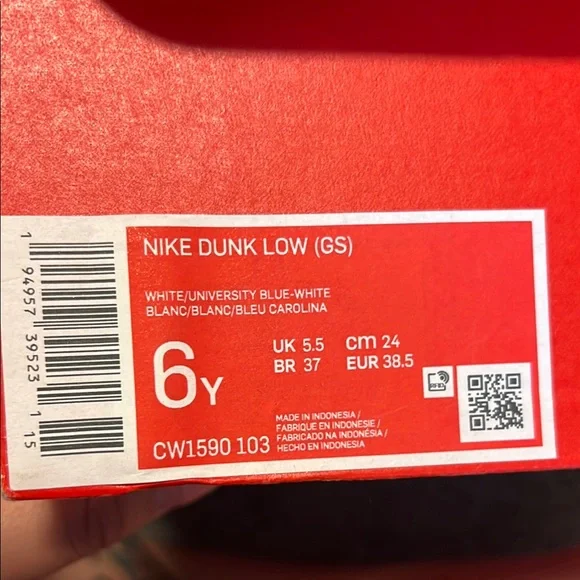 NIKE DUNK LOW (GS)
WHITE/UNIVERSITY BLUE-WHITE
BLANC/BLANC/BLEU CAROLINA
6Y
UK 5.5 cm 24
BR 37 EUR 38.5
MADE IN INDONESIA /
FABRIQUE EN INDONESIE /
FABRICADO NA INDONÉSIA /
HECHO EN INDONESIA
CW1590 103
RFID
1 94957 39523 1 15